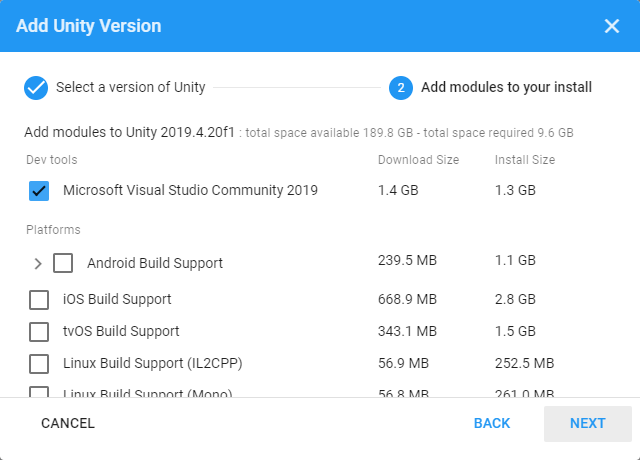 Add Unity Version
Select a version of Unity
2 Add modules to your install
Add modules to Unity 2019.4.20f1 : total space available 189.8 GB - total space required 9.6 GB
Dev tools Download Size Install Size
Microsoft Visual Studio Community 2019 1.4 GB 1.3 GB
Platforms
Android Build Support 239.5 MB 1.1 GB
iOS Build Support 668.9 MB 2.8 GB
tvOS Build Support 343.1 MB 1.5 GB
Linux Build Support (IL2CPP) 56.9 MB 252.5 MB
Linux Build Support (Mono) 56.8 MB 261.0 MB
CANCEL BACK NEXT